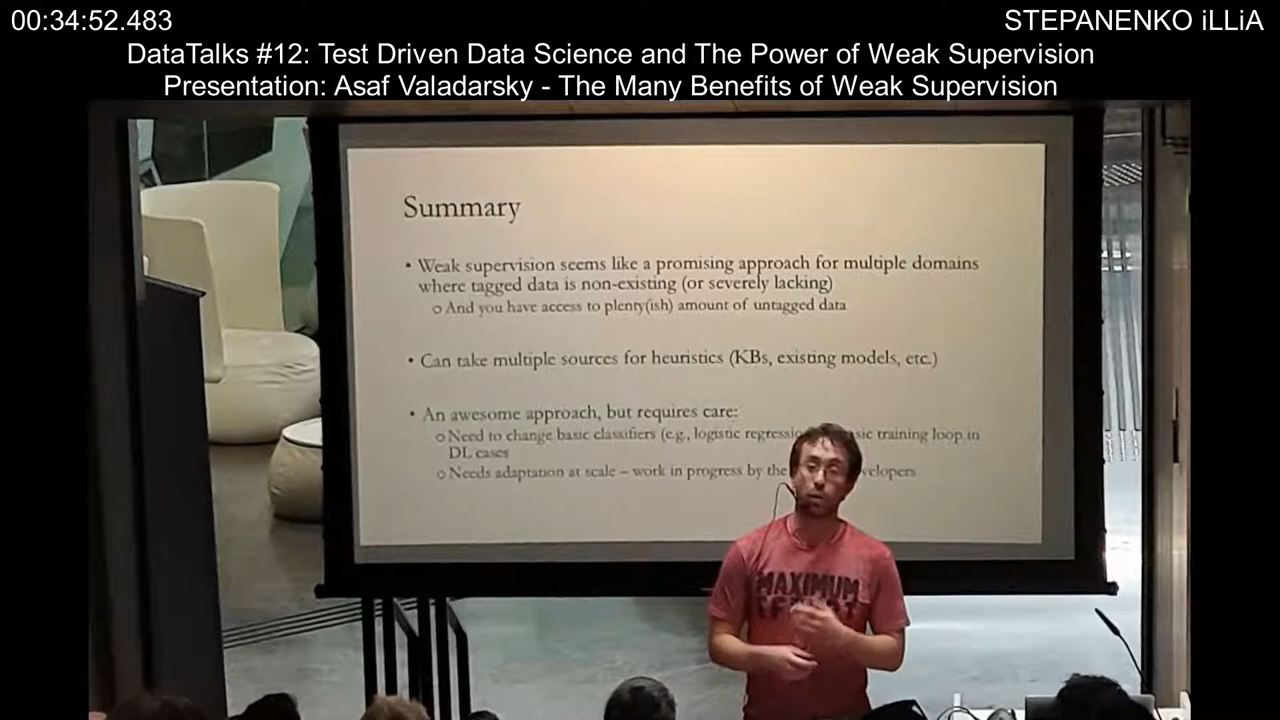 00:34:52.483
STEPANENKO iLLiA
DataTalks #12: Test Driven Data Science and The Power of Weak Supervision
Presentation: Asaf Valadarsky - The Many Benefits of Weak Supervision
Summary
• Weak supervision seems like a promising approach for multiple domains
where tagged data is non-existing (or severely lacking)
o And you have access to plenty(ish) amount of untagged data
• Can take multiple sources for heuristics (KBs, existing models, etc.)
• An awesome approach, but requires care:
o Need to change basic classifiers (e.g., logistic regression training loop in
DL cases
o Needs adaptation at scale – work in progress by the
MAXIMUM